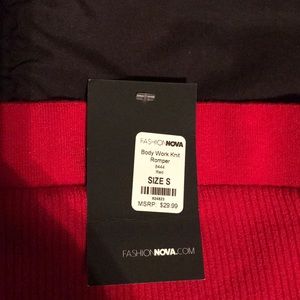 FASHIONNOVA
Body Work Knit
Romper
Red
SIZE S
MSRP: $29.99
FASHIONNOVA.COM